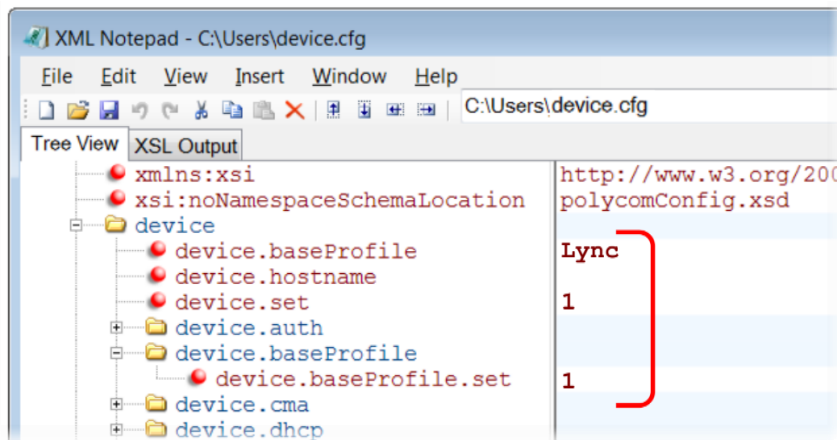 XML Notepad - C:\Users\device.cfg
File Edit View Insert Window Help
C:\Users\device.cfg
Tree View XSL Output
xmlns:xsi http://www.w3.org/200
xsi:noNamespaceSchemaLocation polycomConfig.xsd
device
device.baseProfile Lync
device.hostname
device.set 1
device.auth
device.baseProfile
device.baseProfile.set 1
device.cma
device.dhcp